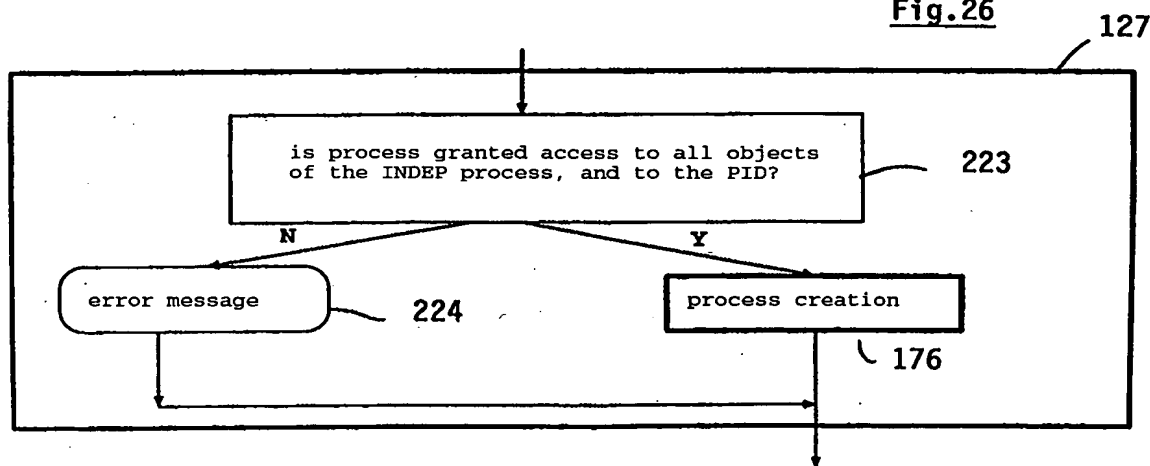 Fig.26
127
is process granted access to all objects
of the INDEP process, and to the PID?
223
N
Y
error message
224
process creation
176